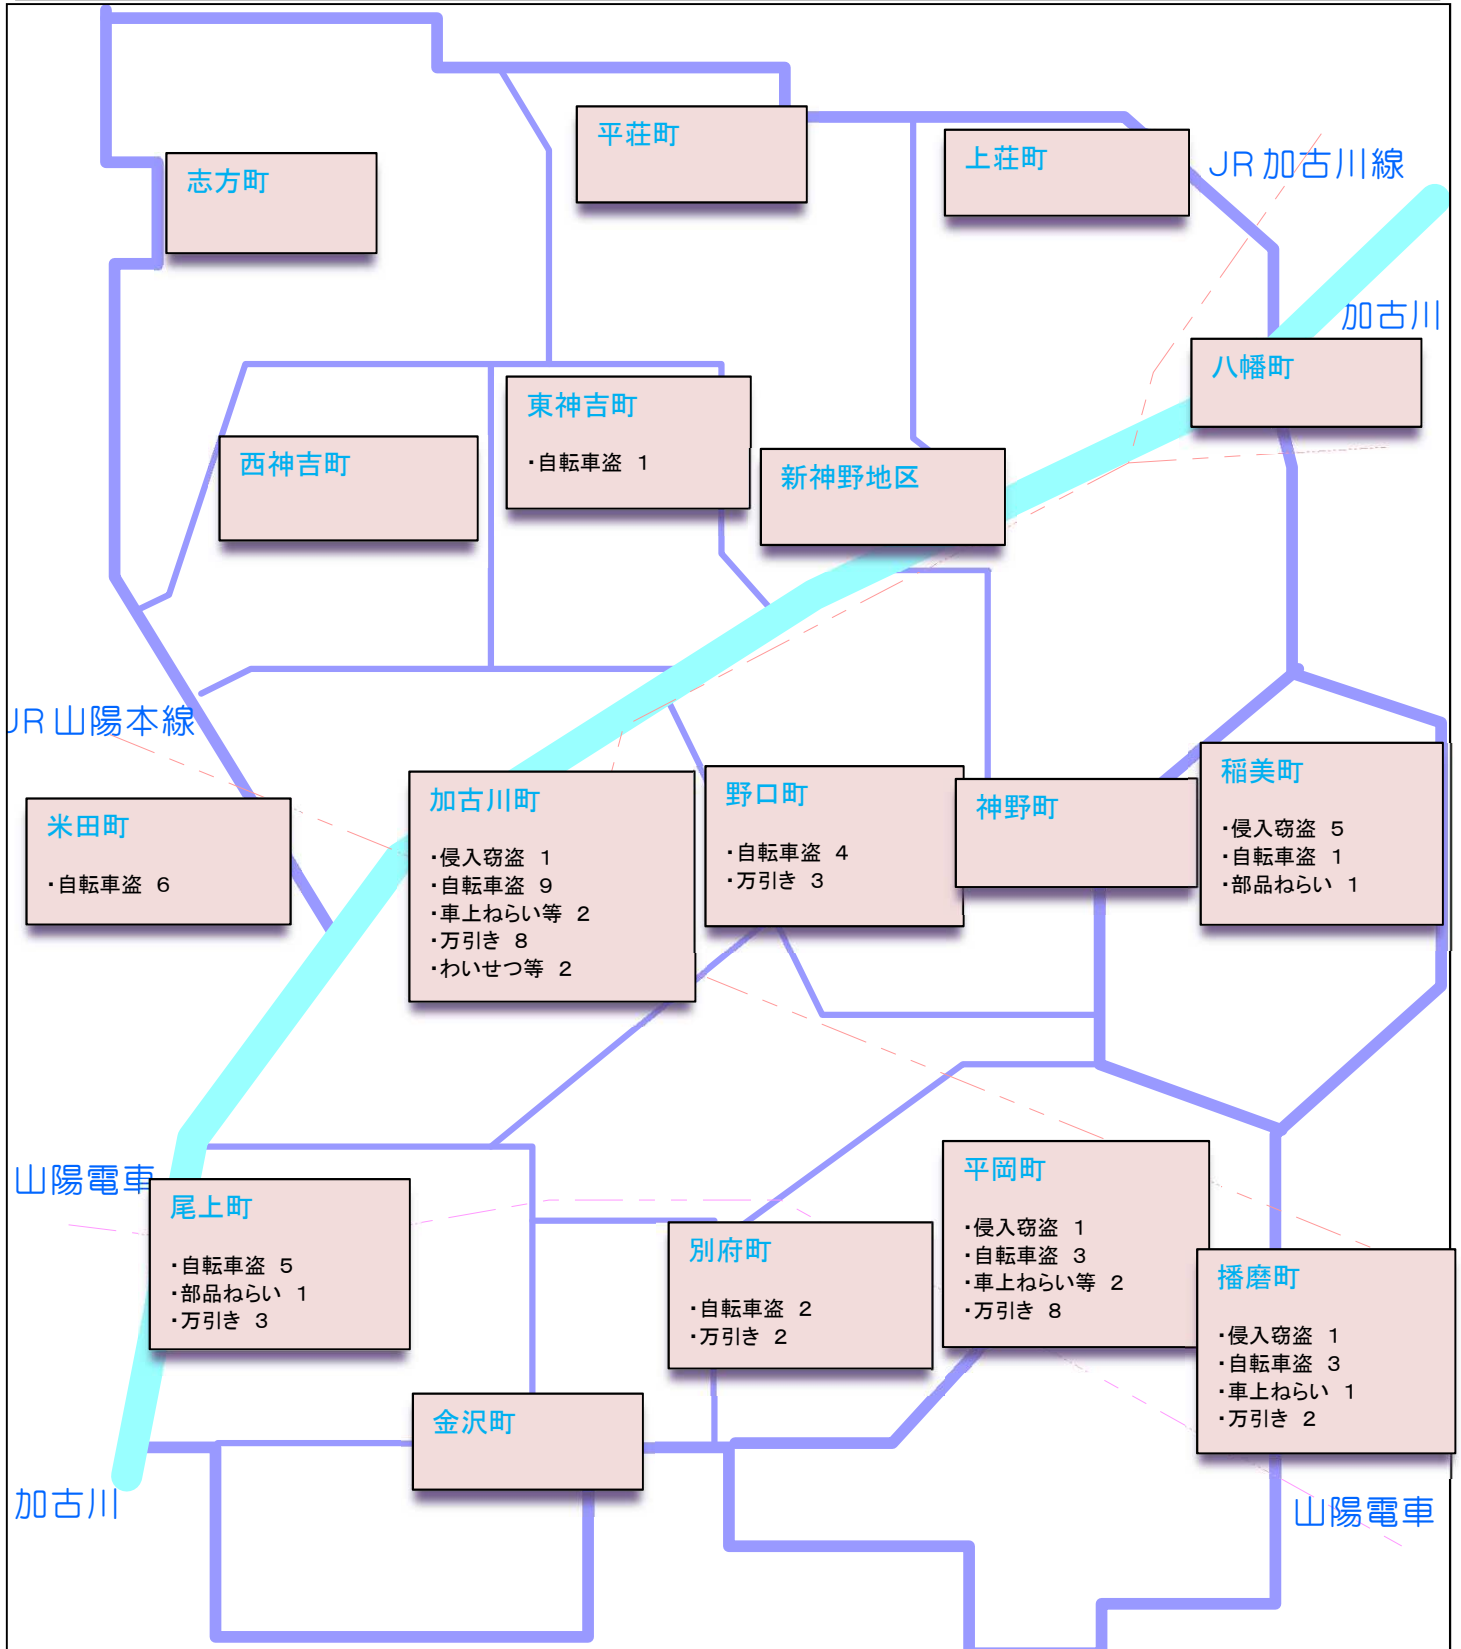 平荘町
上荘町
志方町
JR加古川線
加古川
八幡町
東神吉町
・自転車盗 1
西神吉町
新神野地区
JR山陽本線
米田町
・自転車盗 6
加古川町
・侵入窃盗 1
・自転車盗 9
・車上ねらい等 2
・万引き 8
・わいせつ等 2
野口町
・自転車盗 4
・万引き 3
神野町
稲美町
・侵入窃盗 5
・自転車盗 1
・部品ねらい 1
山陽電車
尾上町
・自転車盗 5
・部品ねらい 1
・万引き 3
別府町
・自転車盗 2
・万引き 2
平岡町
・侵入窃盗 1
・自転車盗 3
・車上ねらい等 2
・万引き 8
播磨町
・侵入窃盗 1
・自転車盗 3
・車上ねらい 1
・万引き 2
金沢町
加古川
山陽電車